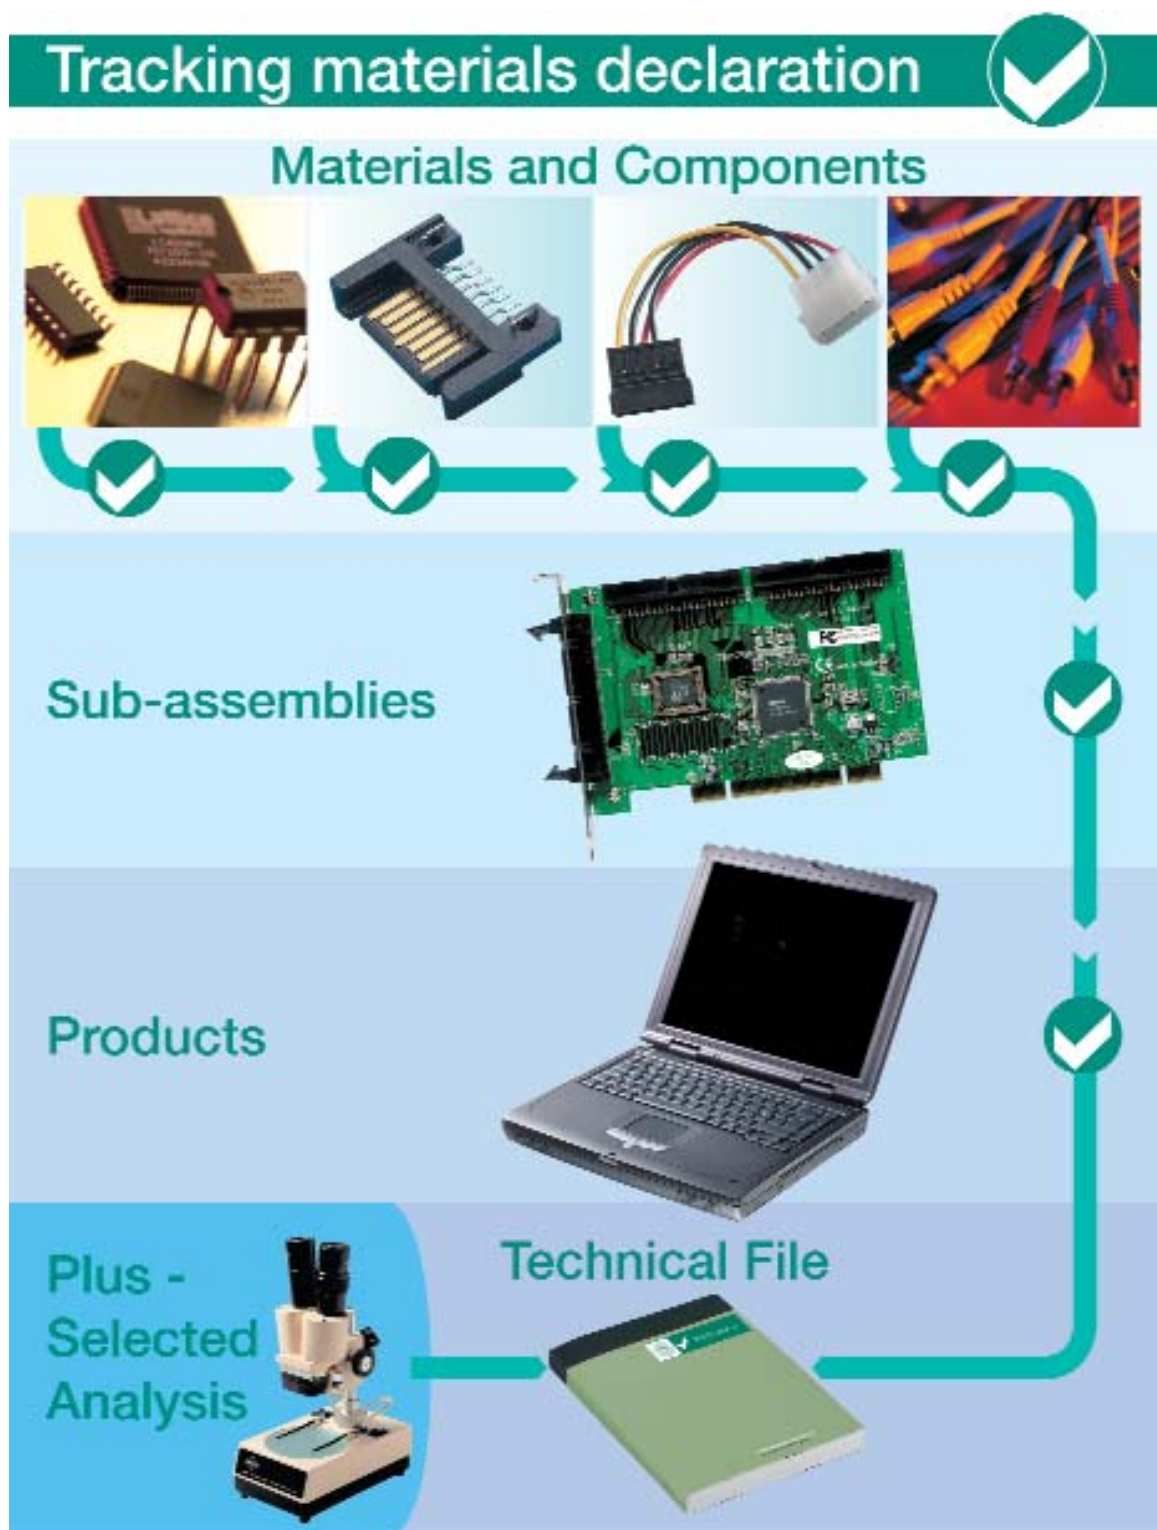 Tracking materials declaration
Materials and Components
Sub-assemblies
Products
Plus -
Selected
Analysis
Technical File